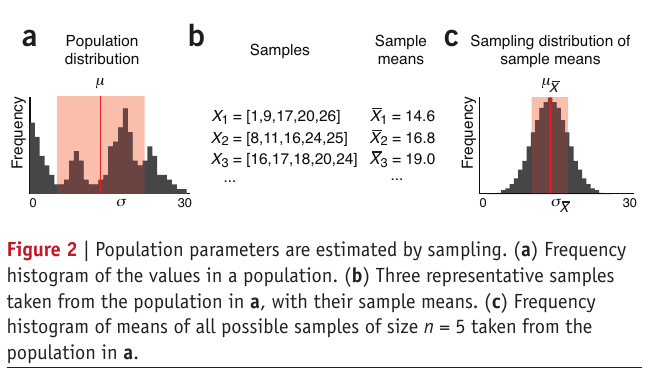 a
Population
distribution
μ
Frequency
0
σ
30
b
Samples
Sample
means
X1 = [1,9,17,20,26]
X̅1 = 14.6
X2 = [8,11,16,24,25]
X̅2 = 16.8
X3 = [16,17,18,20,24]
X̅3 = 19.0
...
...
c
Sampling distribution of
sample means
μX̅
Frequency
0
σX̅
30
Figure 2 | Population parameters are estimated by sampling. (a) Frequency
histogram of the values in a population. (b) Three representative samples
taken from the population in a, with their sample means. (c) Frequency
histogram of means of all possible samples of size n = 5 taken from the
population in a.